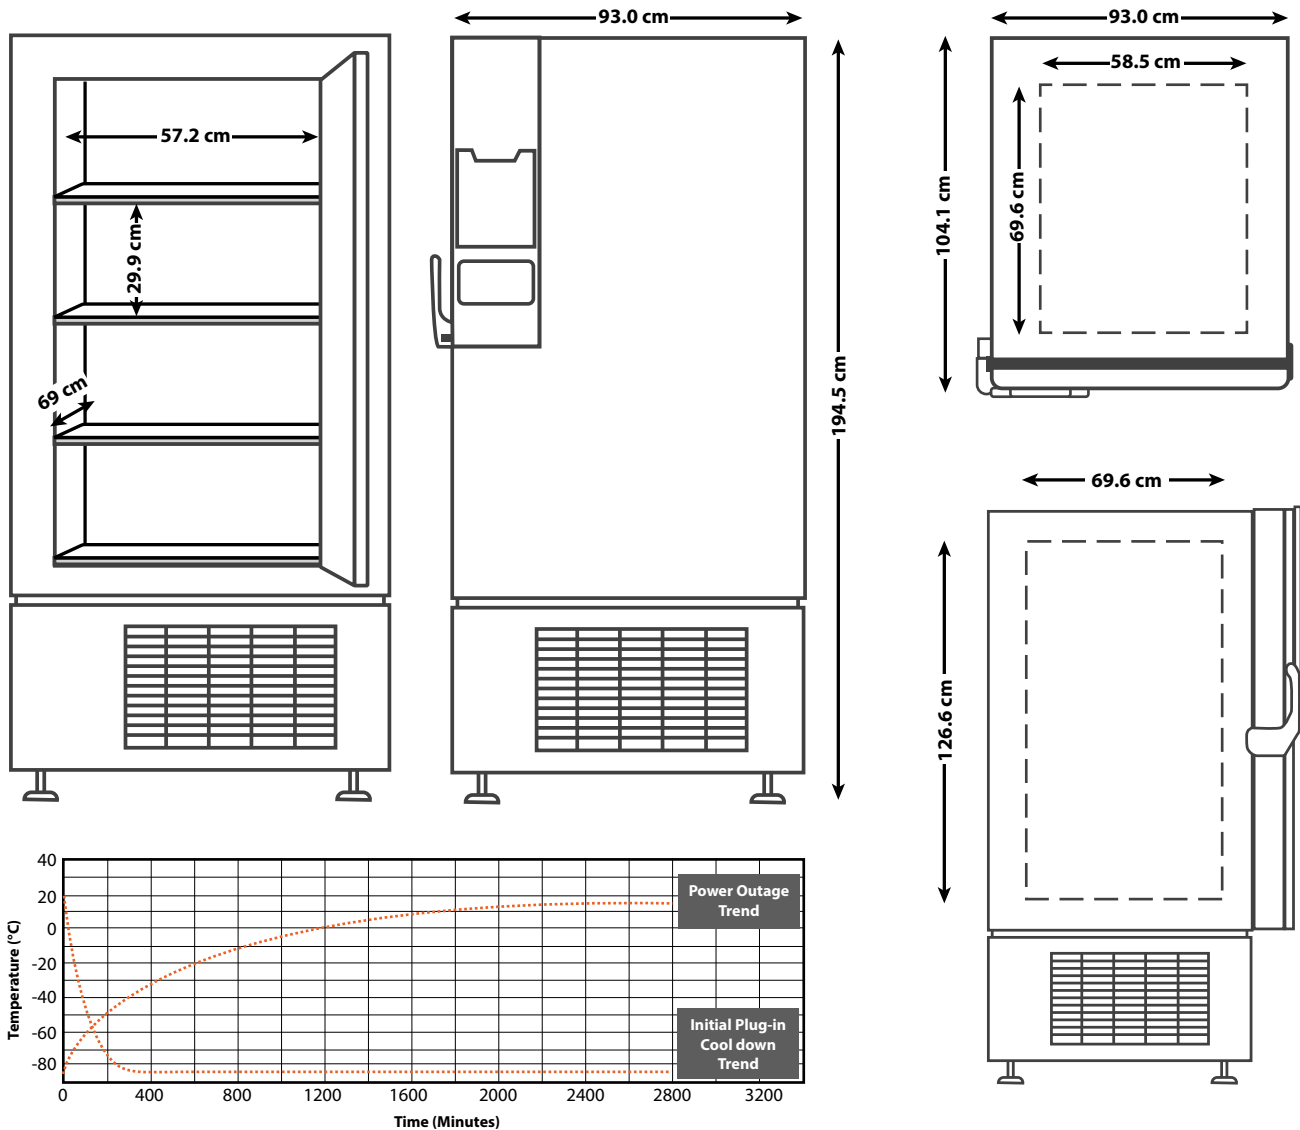 93.0 cm
57.2 cm
29.9 cm
69 cm
194.5 cm
93.0 cm
58.5 cm
104.1 cm
69.6 cm
69.6 cm
126.6 cm
40
20
0
-20
-40
-60
-80
Temperature (°C)
Power Outage
Trend
Initial Plug-in
Cool down
Trend
0 400 800 1200 1600 2000 2400 2800 3200
Time (Minutes)